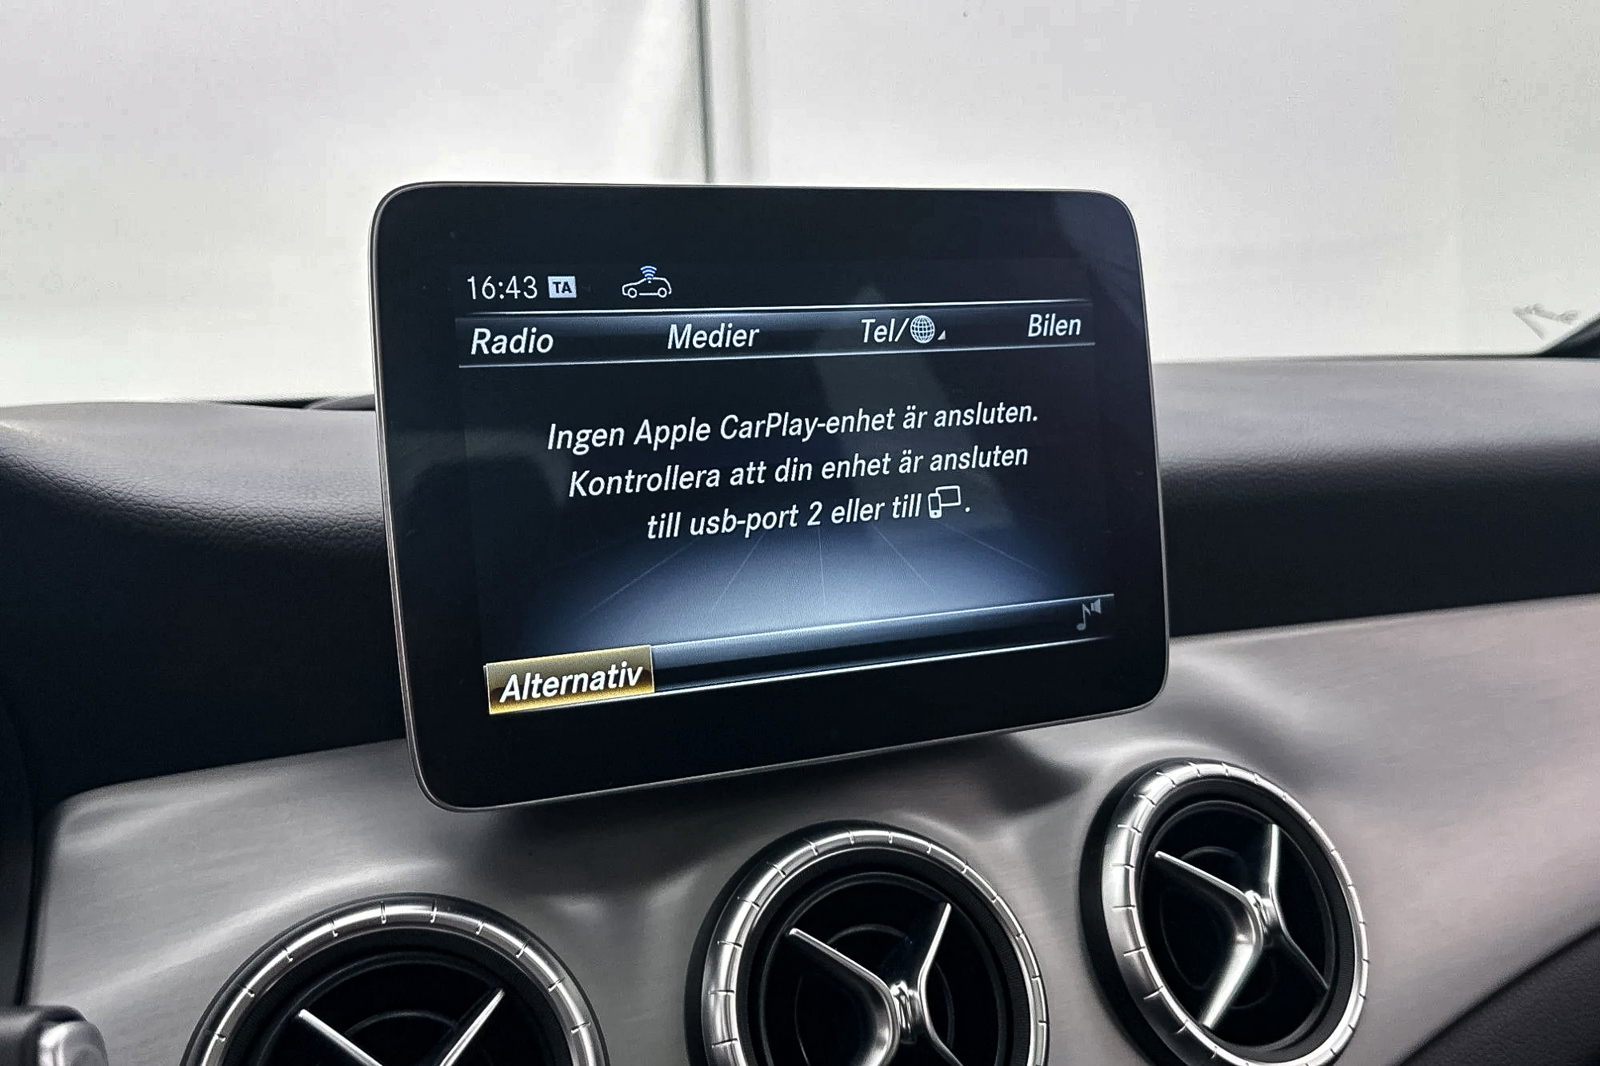 16:43 TA
Radio Medier Tel/ Bilen
Ingen Apple CarPlay-enhet är ansluten.
Kontrollera att din enhet är ansluten
till usb-port 2 eller till .
Alternativ